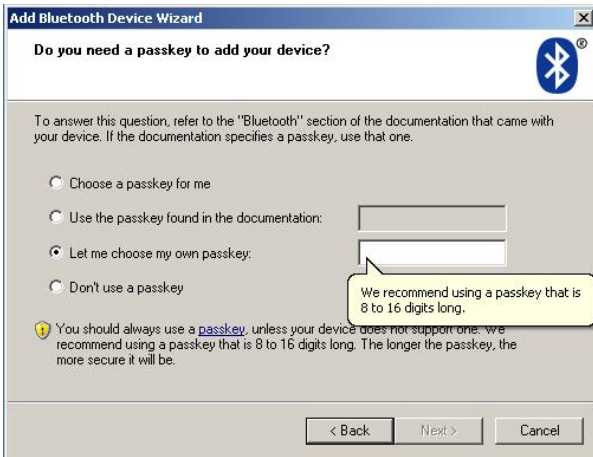 Add Bluetooth Device Wizard
Do you need a passkey to add your device?
®
To answer this question, refer to the "Bluetooth" section of the documentation that came with
your device. If the documentation specifies a passkey, use that one.
Choose a passkey for me
Use the passkey found in the documentation:
Let me choose my own passkey:
Don't use a passkey
We recommend using a passkey that is
8 to 16 digits long.
You should always use a passkey, unless your device does not support one. We
recommend using a passkey that is 8 to 16 digits long. The longer the passkey, the
more secure it will be.
< Back Next > Cancel